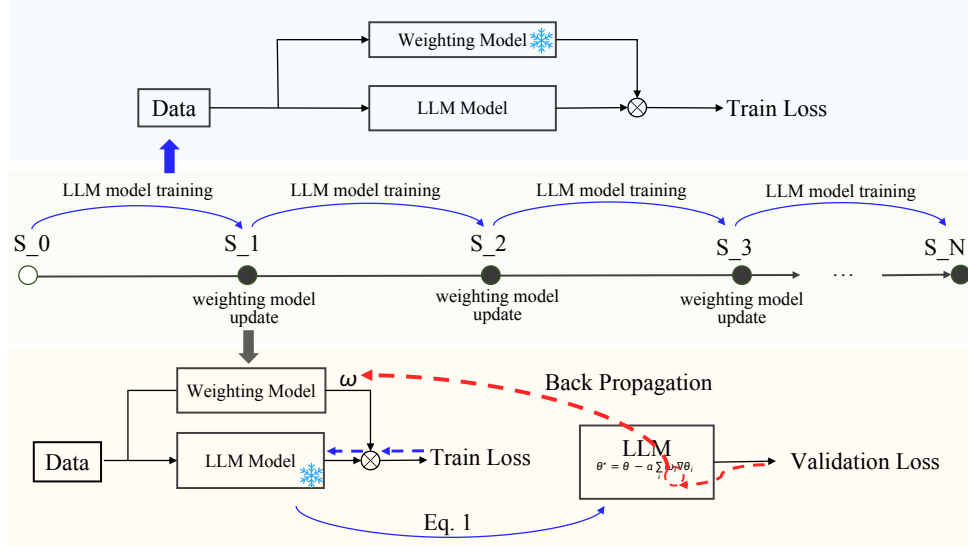 Weighting Model
Data
LLM Model
Train Loss
LLM model training
LLM model training
LLM model training
LLM model training
S_0
S_1
S_2
S_3
S_N
...
weighting model
update
weighting model
update
weighting model
update
Weighting Model
ω
Back Propagation
Data
LLM Model
Train Loss
LLM
θ* = θ − α ∑ ω_i ∇θ_i
i
Validation Loss
Eq. 1